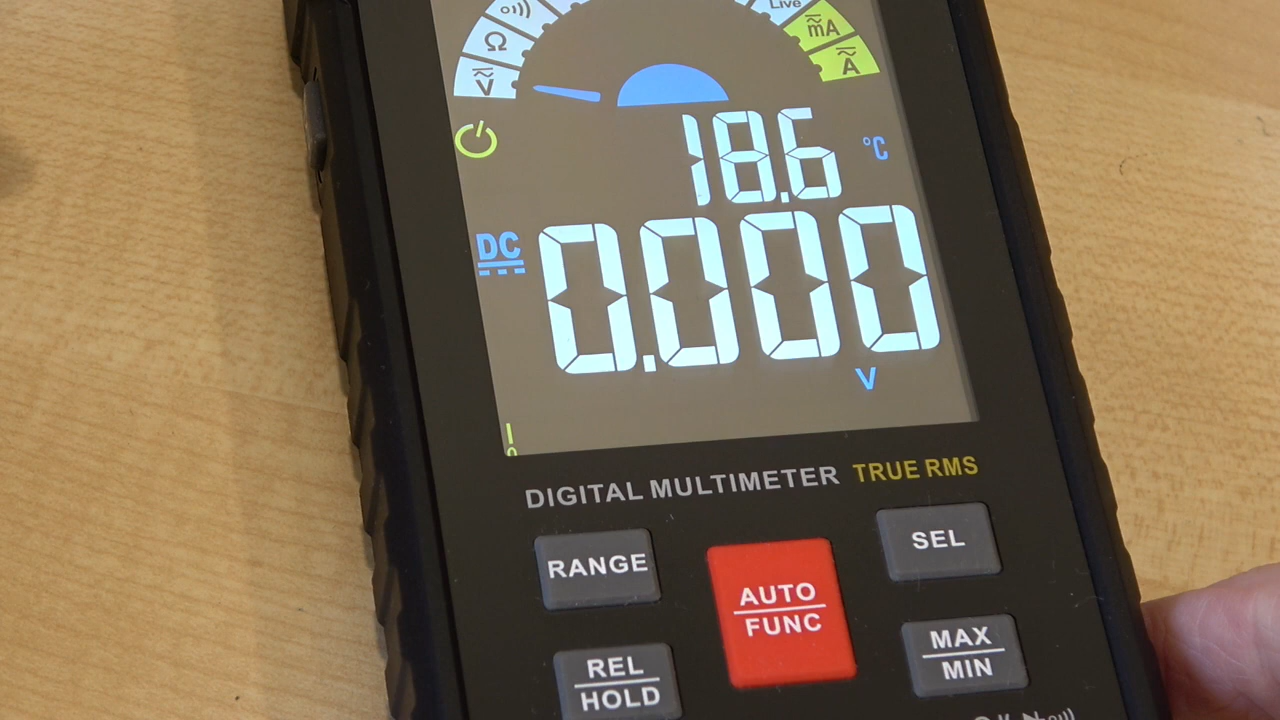 Live
Ω
mA
V
A
18.6 °C
DC
0.000
V
0
DIGITAL MULTIMETER TRUE RMS
RANGE
SEL
AUTO
FUNC
REL
HOLD
MAX
MIN